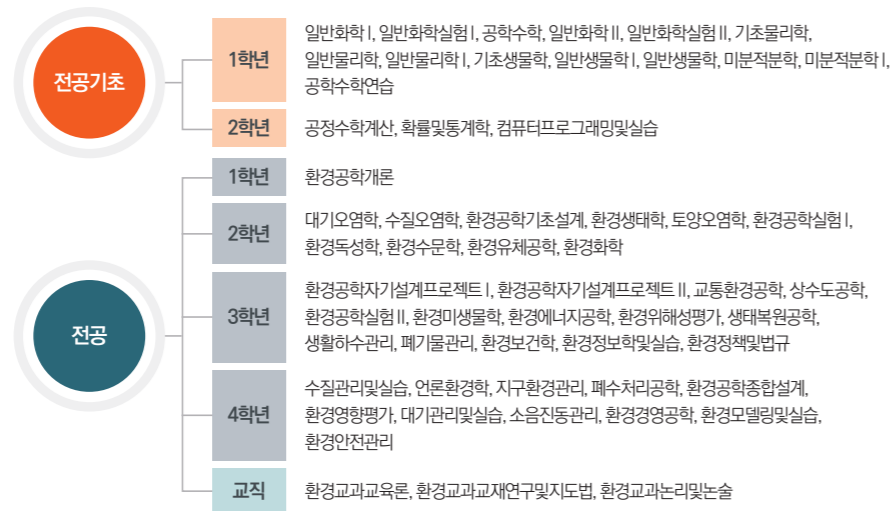 전공기초
1학년
일반화학 I, 일반화학실험 I, 공학수학, 일반화학 II, 일반화학실험 II, 기초물리학,
일반물리학, 일반물리학 I, 기초생물학, 일반생물학 I, 일반생물학, 미분적분학, 미분적분학 I,
공학수학연습
2학년
공정수학계산, 확률및통계학, 컴퓨터프로그래밍및실습
전공
1학년
환경공학개론
2학년
대기오염학, 수질오염학, 환경공학기초설계, 환경생태학, 토양오염학, 환경공학실험 I,
환경독성학, 환경수문학, 환경유체공학, 환경화학
3학년
환경공학자기설계프로젝트 I, 환경공학자기설계프로젝트 II, 교통환경공학, 상수도공학,
환경공학실험 II, 환경미생물학, 환경에너지공학, 환경위해성평가, 생태복원공학,
생활하수관리, 폐기물관리, 환경보건학, 환경정보학및실습, 환경정책및법규
4학년
수질관리및실습, 언론환경학, 지구환경관리, 폐수처리공학, 환경공학종합설계,
환경영향평가, 대기관리및실습, 소음진동관리, 환경경영공학, 환경모델링및실습,
환경안전관리
교직
환경교과교육론, 환경교과교재연구및지도법, 환경교과논리및논술